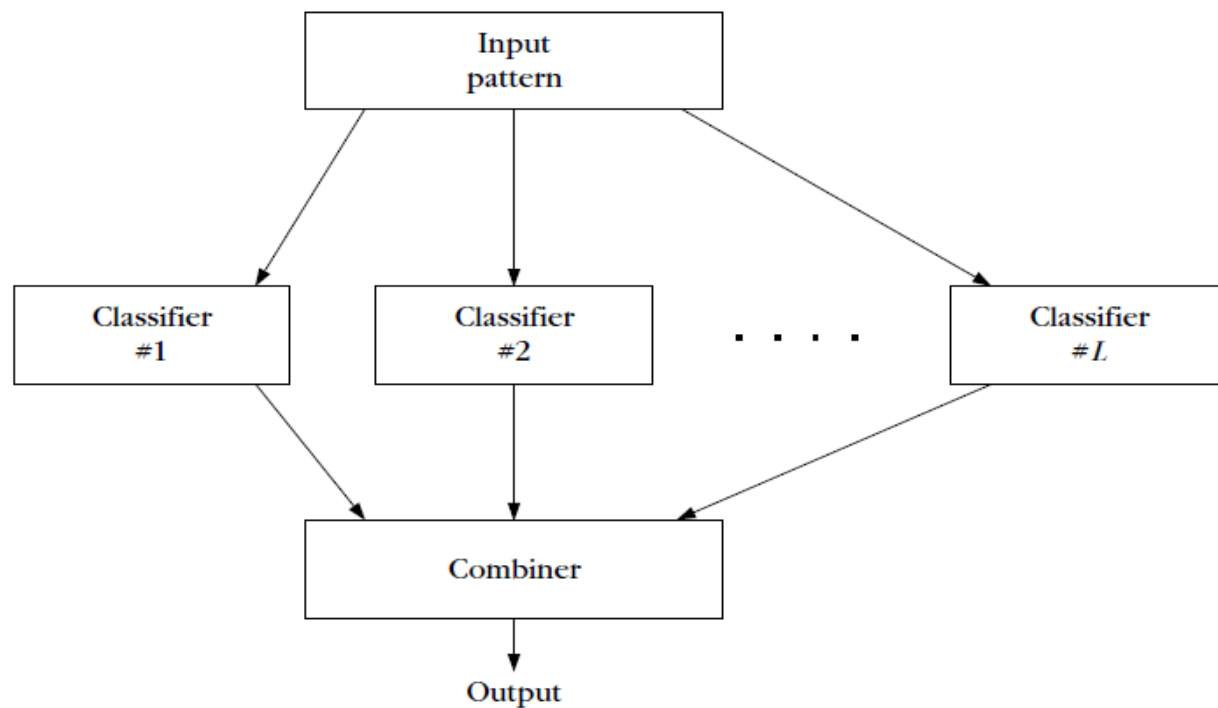 Input
pattern
Classifier
#1
Classifier
#2
. . . .
Classifier
#L
Combiner
Output